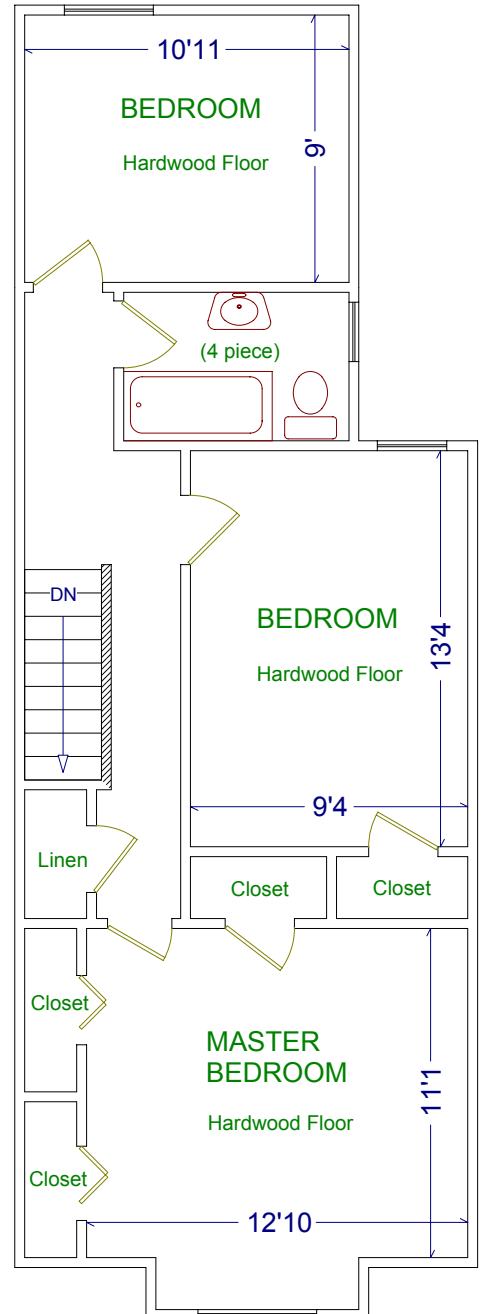 10'11
BEDROOM
9'
Hardwood Floor
(4 piece)
DN
BEDROOM
13'4
Hardwood Floor
9'4
Linen
Closet
Closet
Closet
MASTER
BEDROOM
11'1
Hardwood Floor
Closet
12'10